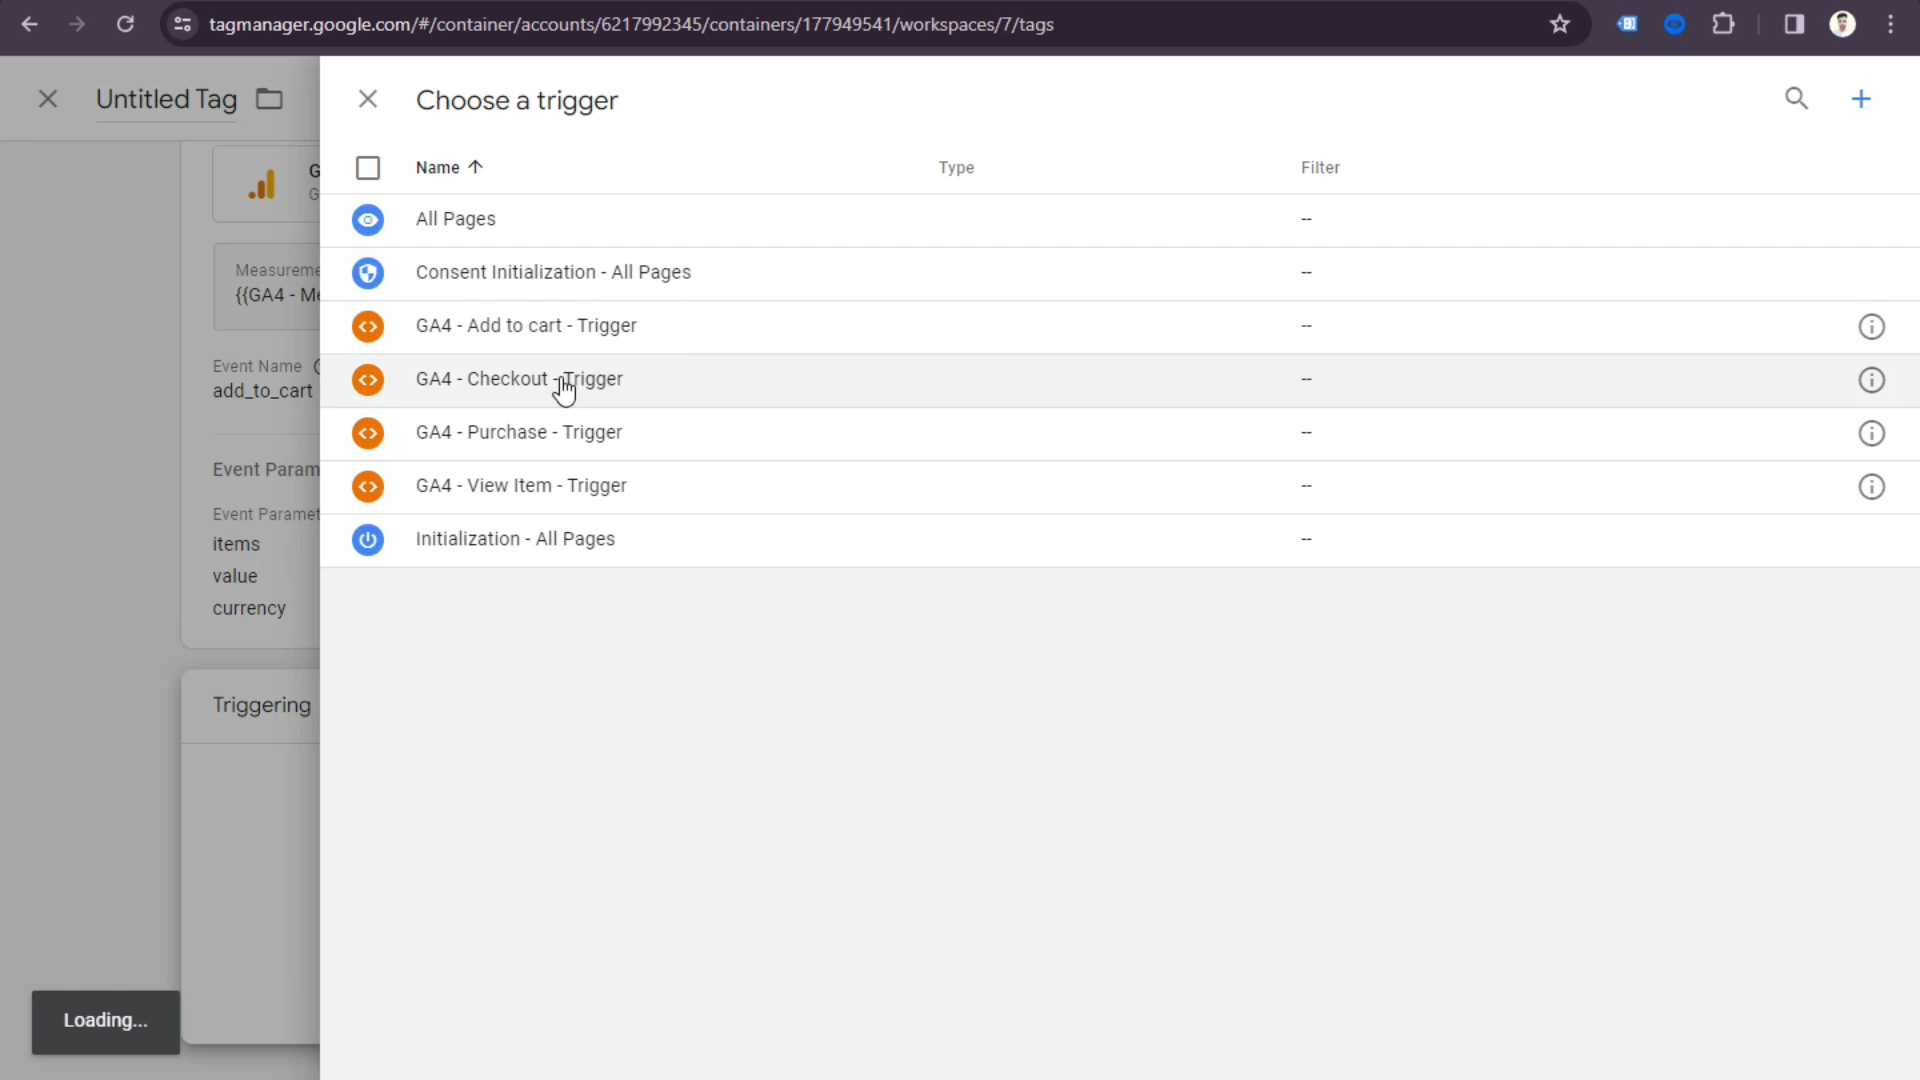 tagmanager.google.com/#/container/accounts/6217992345/containers/177949541/workspaces/7/tags
Untitled Tag
Choose a trigger
Name
Type
Filter
All Pages
--
Consent Initialization - All Pages
--
GA4 - Add to cart - Trigger
--
GA4 - Checkout - Trigger
--
GA4 - Purchase - Trigger
--
GA4 - View Item - Trigger
--
Initialization - All Pages
--
G
G
Measureme
{{GA4 - Me
Event Name
add_to_cart
Event Param
Event Paramet
items
value
currency
Triggering
Loading...